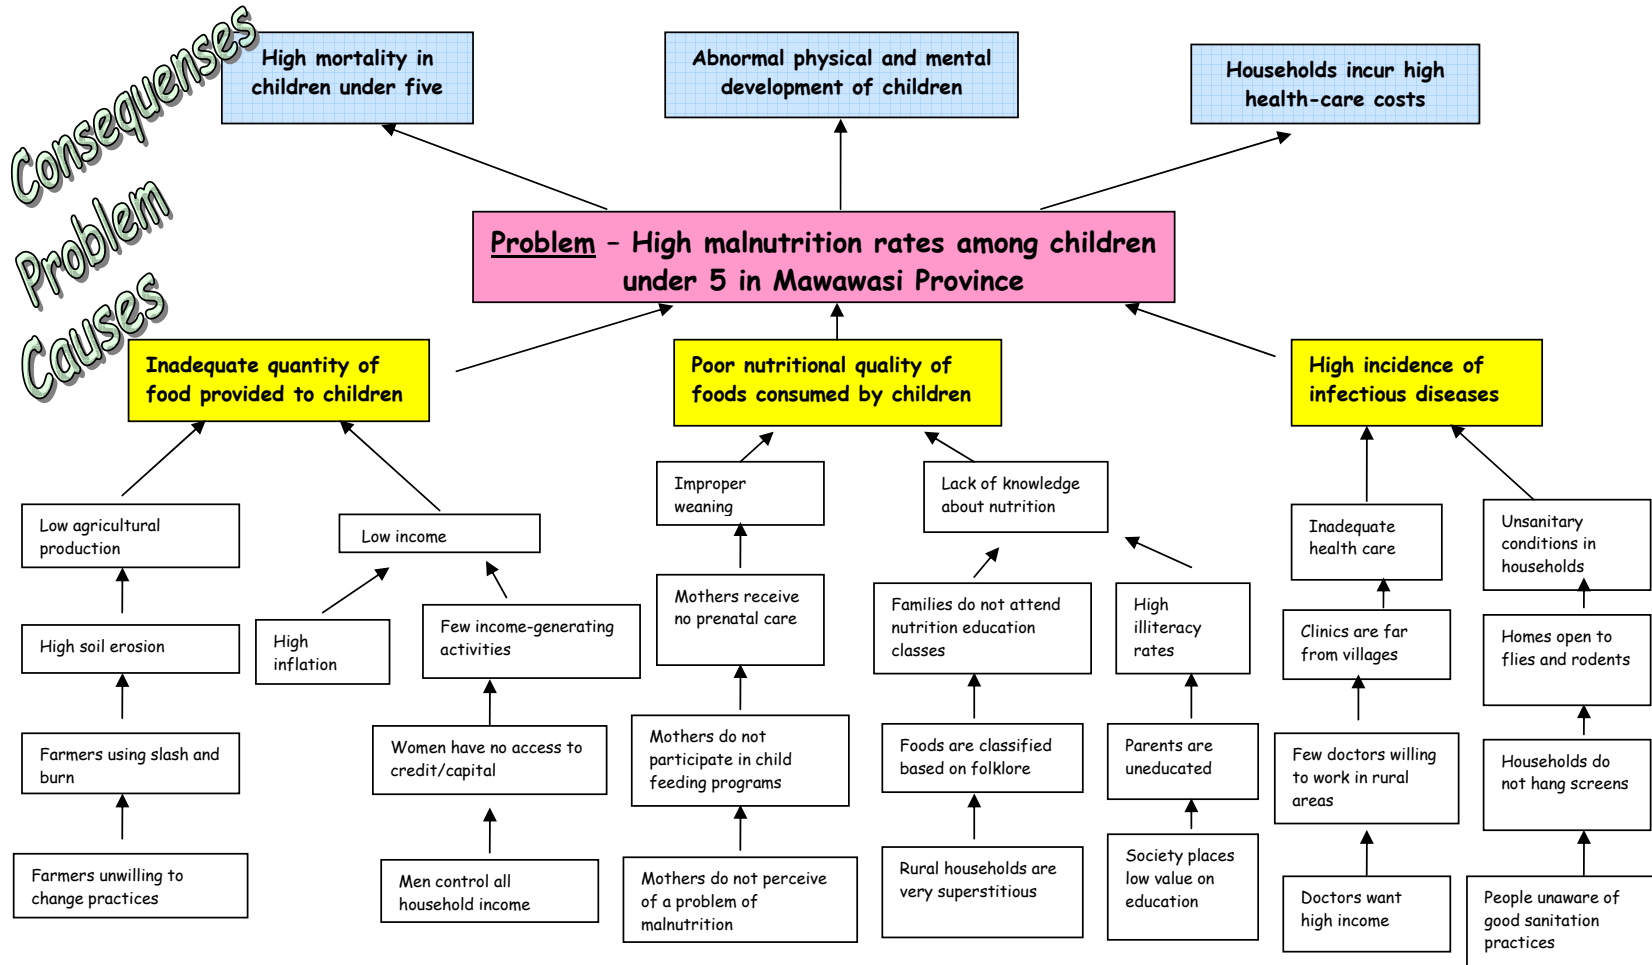 Consequenses
Problem
Causes
High mortality in
children under five
Abnormal physical and mental
development of children
Households incur high
health-care costs
Problem – High malnutrition rates among children
under 5 in Mawawasi Province
Inadequate quantity of
food provided to children
Poor nutritional quality of
foods consumed by children
High incidence of
infectious diseases
Low agricultural
production
High soil erosion
Farmers using slash and
burn
Farmers unwilling to
change practices
Low income
High
inflation
Few income-generating
activities
Women have no access to
credit/capital
Men control all
household income
Improper
weaning
Mothers receive
no prenatal care
Mothers do not
participate in child
feeding programs
Mothers do not perceive
of a problem of
malnutrition
Lack of knowledge
about nutrition
Families do not attend
nutrition education
classes
Foods are classified
based on folklore
Rural households are
very superstitious
High
illiteracy
rates
Parents are
uneducated
Society places
low value on
education
Inadequate
health care
Clinics are far
from villages
Few doctors willing
to work in rural
areas
Doctors want
high income
Unsanitary
conditions in
households
Homes open to
flies and rodents
Households do
not hang screens
People unaware of
good sanitation
practices